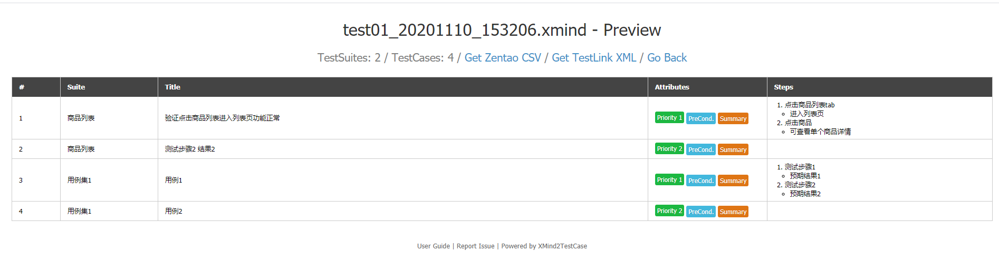 test01_20201110_153206.xmind - Preview
TestSuites: 2 / TestCases: 4 / Get Zentao CSV / Get TestLink XML / Go Back
# Suite Title Attributes Steps
1 商品列表 验证点击商品列表进入列表页功能正常 Priority 1 PreCond. Summary
1. 点击商品列表tab
进入列表页
2. 点击商品
可查看单个商品详情
2 商品列表 测试步骤2 结果2 Priority 2 PreCond. Summary
3 用例集1 用例1 Priority 1 PreCond. Summary
1. 测试步骤1
预期结果1
2. 测试步骤2
预期结果2
4 用例集1 用例2 Priority 2 PreCond. Summary
User Guide | Report Issue | Powered by XMind2TestCase